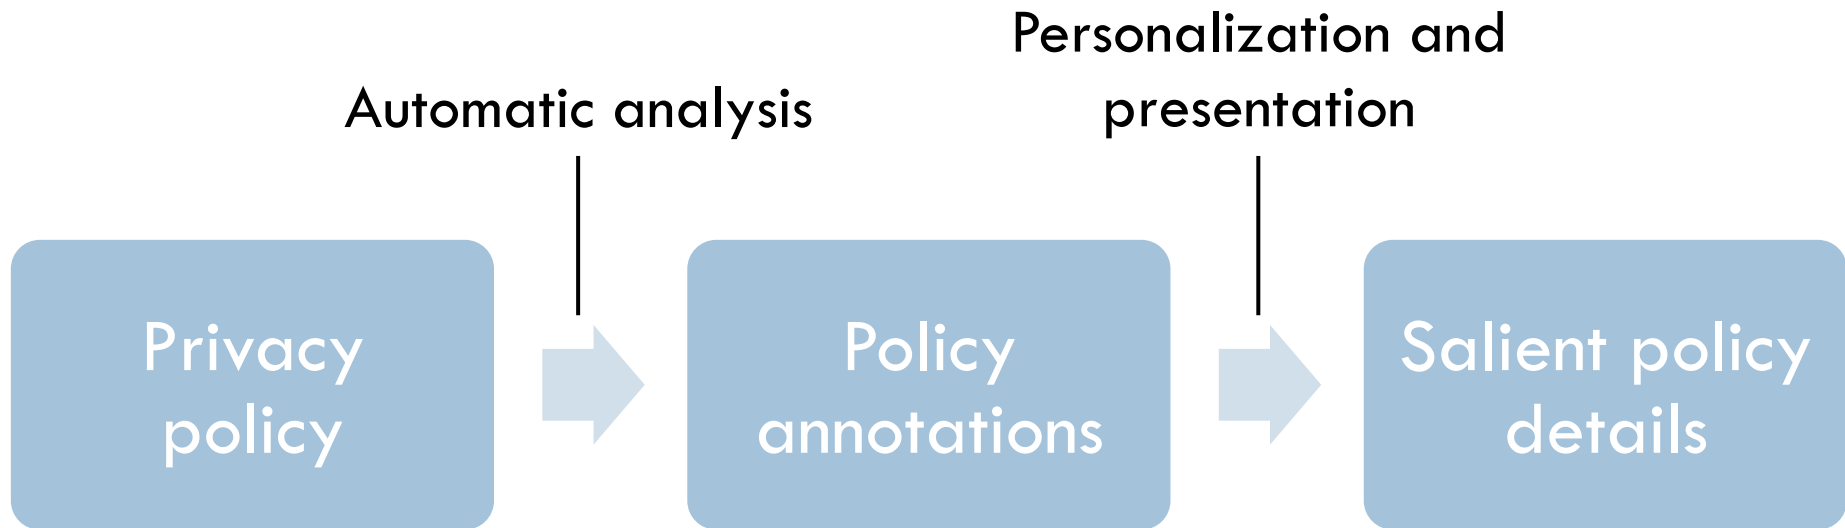 Automatic analysis
Personalization and
presentation
Privacy
policy
Policy
annotations
Salient policy
details